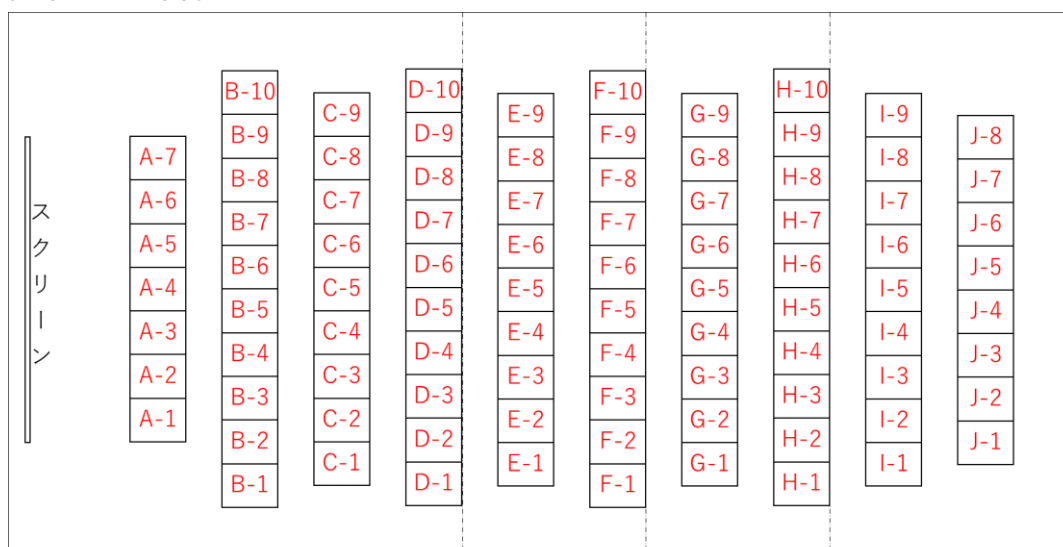 スクリーン
A-7
A-6
A-5
A-4
A-3
A-2
A-1
B-10
B-9
B-8
B-7
B-6
B-5
B-4
B-3
B-2
B-1
C-9
C-8
C-7
C-6
C-5
C-4
C-3
C-2
C-1
D-10
D-9
D-8
D-7
D-6
D-5
D-4
D-3
D-2
D-1
E-9
E-8
E-7
E-6
E-5
E-4
E-3
E-2
E-1
F-10
F-9
F-8
F-7
F-6
F-5
F-4
F-3
F-2
F-1
G-9
G-8
G-7
G-6
G-5
G-4
G-3
G-2
G-1
H-10
H-9
H-8
H-7
H-6
H-5
H-4
H-3
H-2
H-1
I-9
I-8
I-7
I-6
I-5
I-4
I-3
I-2
I-1
J-8
J-7
J-6
J-5
J-4
J-3
J-2
J-1